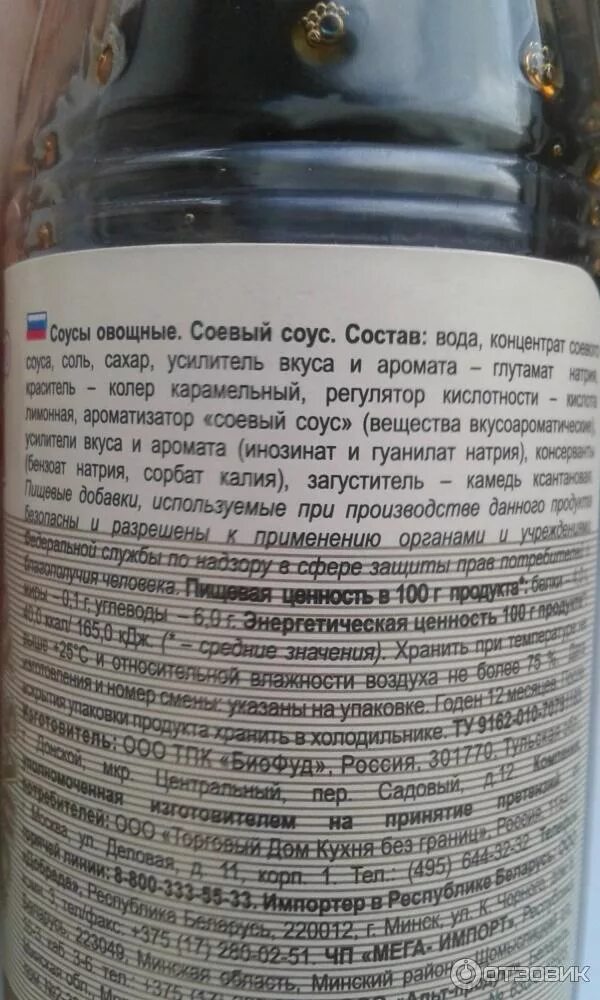 Соусы овощные. Соевый соус. Состав: вода, концентрат соевого
соуса, соль, сахар, усилитель вкуса и аромата – глутамат натрия,
краситель – колер карамельный, регулятор кислотности – кислота
лимонная, ароматизатор «соевый соус» (вещества вкусоароматические),
усилители вкуса и аромата (инозинат и гуанилат натрия), консерванты
(бензоат натрия, сорбат калия), загуститель – камедь ксантановая.
Пищевые добавки, используемые при производстве данного продукта
безопасны и разрешены к применению органами и учреждениями
Федеральной службы по надзору в сфере защиты прав потребителей
благополучия человека. Пищевая ценность в 100 г продукта*: белки –
жиры – 0,1 г, углеводы – 6,0 г. Энергетическая ценность 100 г продукта
40,0 ккал/ 165,0 кДж. (* – средние значения). Хранить при температуре не
выше +25°С и относительной влажности воздуха не более 75 %. Дата
изготовления и номер смены: указаны на упаковке. Годен 12 месяцев.
вскрытия упаковки продукта хранить в холодильнике. ТУ 9162-010-
Изготовитель: ООО ТПК «БиоФуд», Россия, 301770, Тульская
г. Донской, мкр. Центральный, пер. Садовый, д.12
уполномоченная изготовителем на принятие претензий
потребителей: ООО «Торговый Дом Кухня без границ», Россия,
Москва, ул. Деловая, д. 11, корп. 1. Тел.: (495) 644-32-32.
горячей линии: 8-800-333-55-33. Импортер в Республике Беларусь:
Республика Беларусь, 220012, г. Минск, ул. К. Чорного,
тел/факс. +375 (17) 280-02-51. ЧП «МЕГА- ИМПОРТ»,
Беларусь, 223049, Минская область, Минский район,
тел. +375
ОТЗОВИК